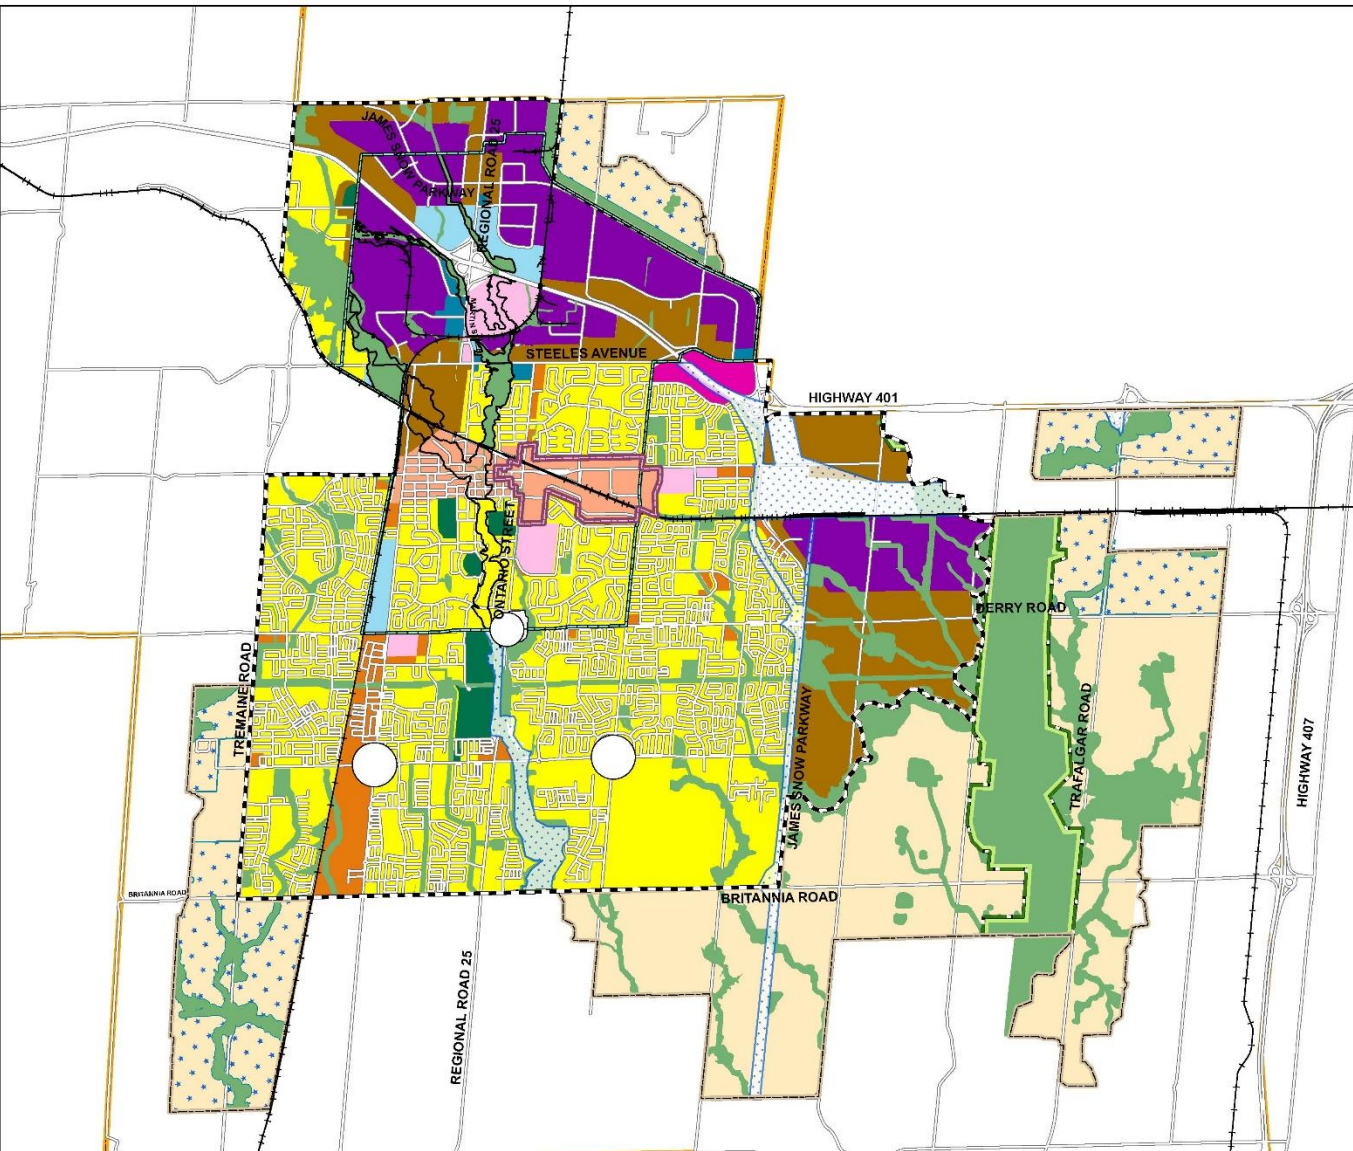 JAMES SNOW PARKWAY
REGIONAL ROAD 25
STEELES AVENUE
HIGHWAY 401
ONTARIO STREET
DERRY ROAD
TREMAINE ROAD
JAMES SNOW PARKWAY
TRAFALGAR ROAD
HIGHWAY 407
BRITANNIA ROAD
BRITANNIA ROAD
REGIONAL ROAD 25